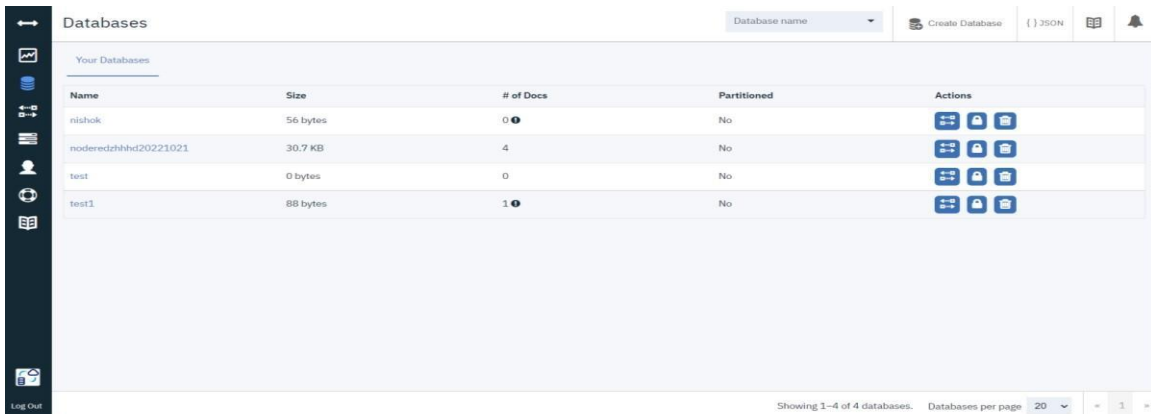 Databases
Database name
Create Database
{ } JSON
Your Databases
Name Size # of Docs Partitioned Actions
nishok 56 bytes 0 No
noderedzhhhd20221021 30.7 KB 4 No
test 0 bytes 0 No
test1 88 bytes 1 No
Log Out
Showing 1–4 of 4 databases. Databases per page 20 « 1 »